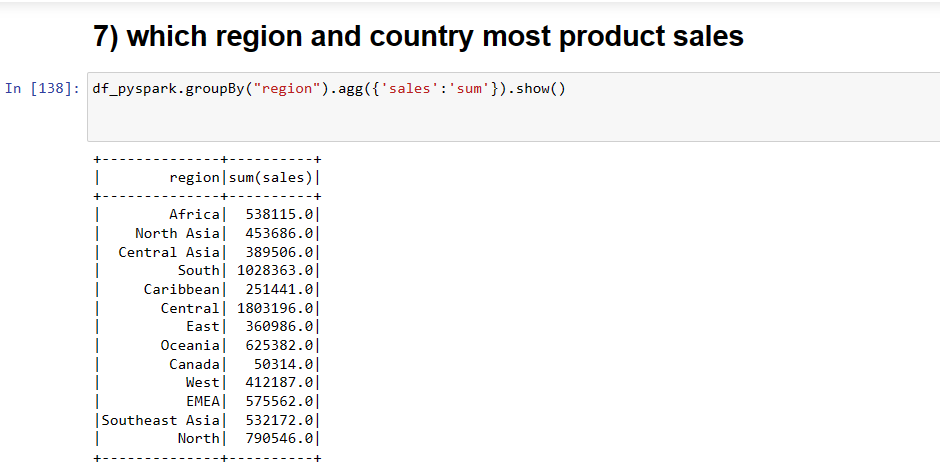 7) which region and country most product sales
In [138]: df_pyspark.groupBy("region").agg({'sales':'sum'}).show()
+--------------+----------+
|        region|sum(sales)|
+--------------+----------+
|        Africa|  538115.0|
|    North Asia|  453686.0|
|  Central Asia|  389506.0|
|         South| 1028363.0|
|     Caribbean|  251441.0|
|       Central| 1803196.0|
|          East|  360986.0|
|       Oceania|  625382.0|
|        Canada|   50314.0|
|          West|  412187.0|
|          EMEA|  575562.0|
|Southeast Asia|  532172.0|
|         North|  790546.0|
+--------------+----------+